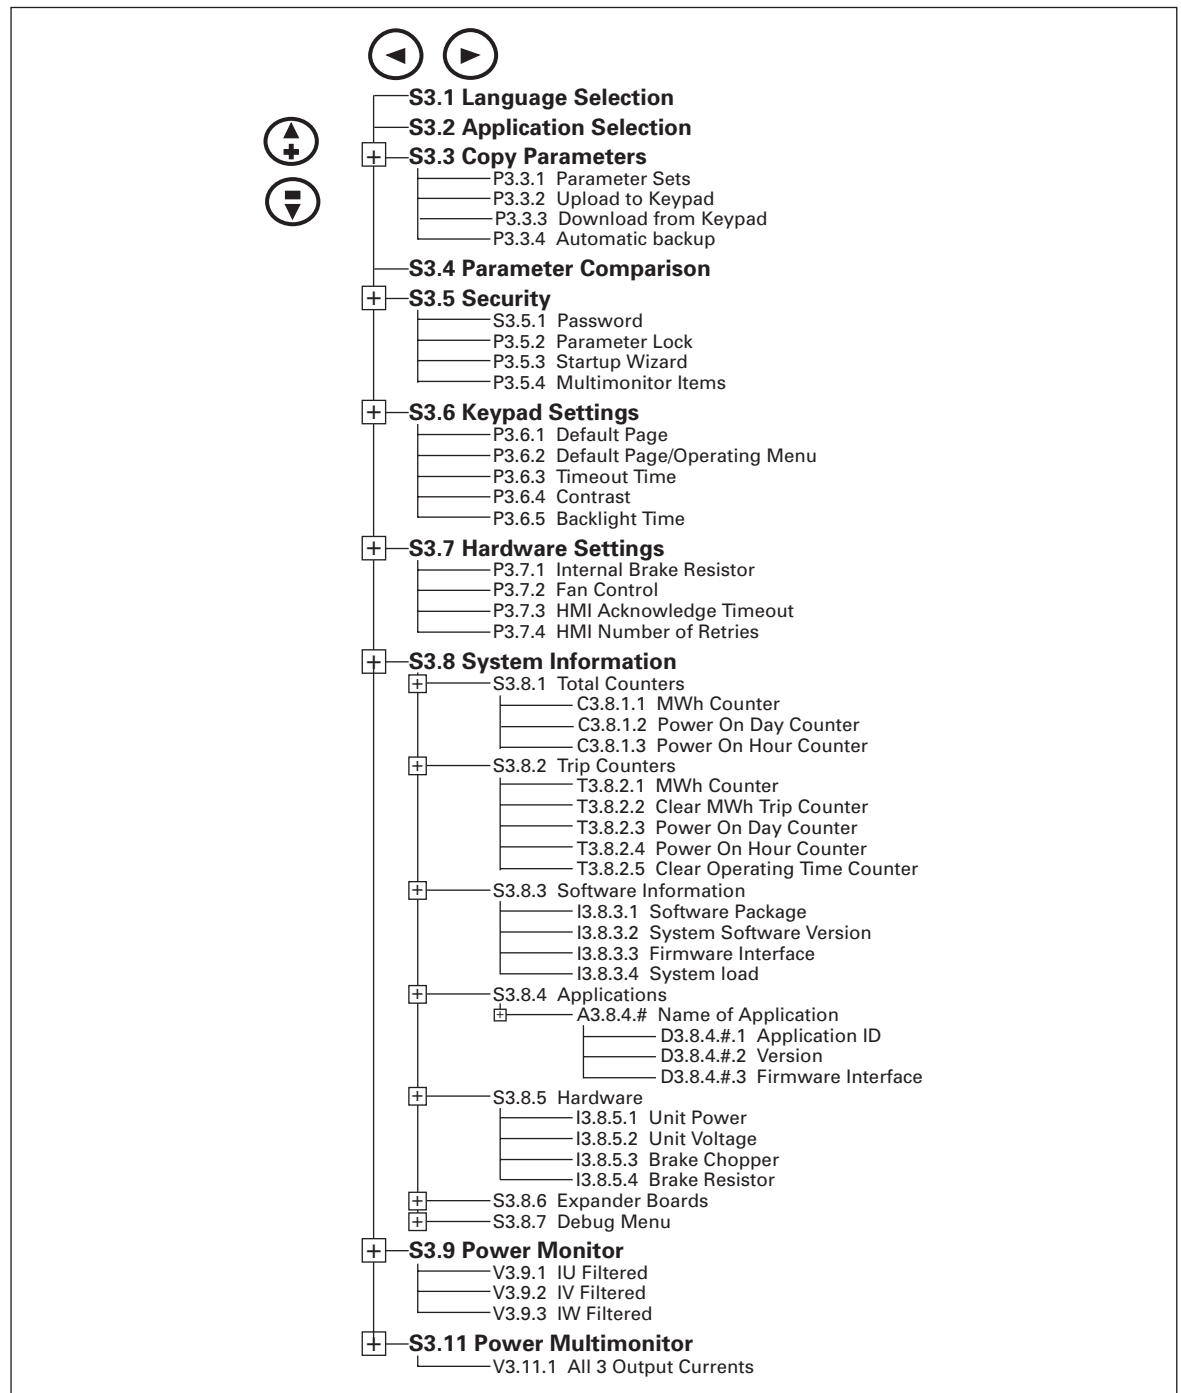 S3.1 Language Selection
S3.2 Application Selection
S3.3 Copy Parameters
P3.3.1 Parameter Sets
P3.3.2 Upload to Keypad
P3.3.3 Download from Keypad
P3.3.4 Automatic backup
S3.4 Parameter Comparison
S3.5 Security
S3.5.1 Password
P3.5.2 Parameter Lock
P3.5.3 Startup Wizard
P3.5.4 Multimonitor Items
S3.6 Keypad Settings
P3.6.1 Default Page
P3.6.2 Default Page/Operating Menu
P3.6.3 Timeout Time
P3.6.4 Contrast
P3.6.5 Backlight Time
S3.7 Hardware Settings
P3.7.1 Internal Brake Resistor
P3.7.2 Fan Control
P3.7.3 HMI Acknowledge Timeout
P3.7.4 HMI Number of Retries
S3.8 System Information
S3.8.1 Total Counters
C3.8.1.1 MWh Counter
C3.8.1.2 Power On Day Counter
C3.8.1.3 Power On Hour Counter
S3.8.2 Trip Counters
T3.8.2.1 MWh Counter
T3.8.2.2 Clear MWh Trip Counter
T3.8.2.3 Power On Day Counter
T3.8.2.4 Power On Hour Counter
T3.8.2.5 Clear Operating Time Counter
S3.8.3 Software Information
I3.8.3.1 Software Package
I3.8.3.2 System Software Version
I3.8.3.3 Firmware Interface
I3.8.3.4 System load
S3.8.4 Applications
A3.8.4.# Name of Application
D3.8.4.#.1 Application ID
D3.8.4.#.2 Version
D3.8.4.#.3 Firmware Interface
S3.8.5 Hardware
I3.8.5.1 Unit Power
I3.8.5.2 Unit Voltage
I3.8.5.3 Brake Chopper
I3.8.5.4 Brake Resistor
S3.8.6 Expander Boards
S3.8.7 Debug Menu
S3.9 Power Monitor
V3.9.1 IU Filtered
V3.9.2 IV Filtered
V3.9.3 IW Filtered
S3.11 Power Multimonitor
V3.11.1 All 3 Output Currents